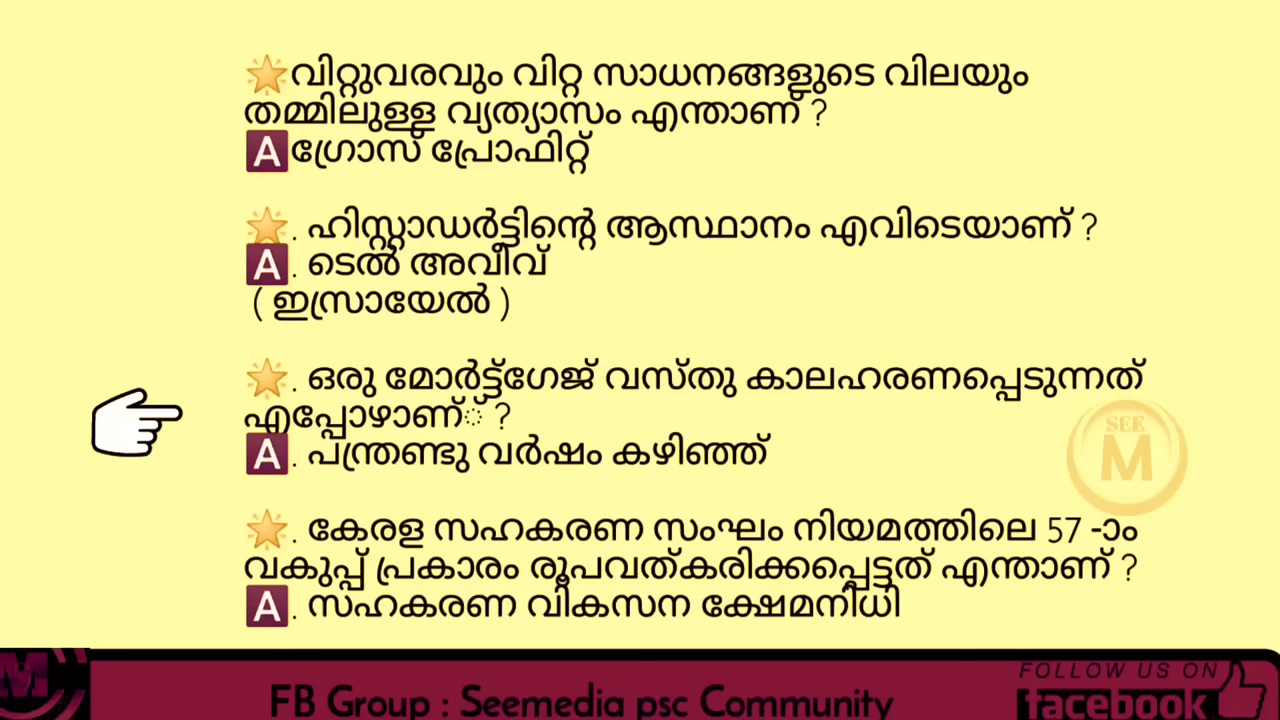 🌟വിറ്റുവരവും വിറ്റ സാധനങ്ങളുടെ വിലയും
തമ്മിലുള്ള വ്യത്യാസം എന്താണ് ?
🅰ഗ്രോസ് പ്രോഫിറ്റ്
🌟. ഹിസ്റ്റാഡർട്ടിന്റെ ആസ്ഥാനം എവിടെയാണ് ?
🅰. ടെൽ അവീവ്
( ഇസ്രായേൽ )
🌟. ഒരു മോർട്ട്ഗേജ് വസ്തു കാലഹരണപ്പെടുന്നത്
എപ്പോഴാണ്് ?
🅰. പന്ത്രണ്ടു വർഷം കഴിഞ്ഞ്
SEE
M
🌟. കേരള സഹകരണ സംഘം നിയമത്തിലെ 57 -ാം
വകുപ്പ് പ്രകാരം രൂപവത്കരിക്കപ്പെട്ടത് എന്താണ് ?
🅰. സഹകരണ വികസന ക്ഷേമനിധി
M
FB Group : Seemedia psc Community
FOLLOW US ON
facebook